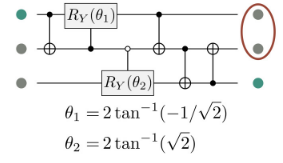 R_Y(θ_1)
R_Y(θ_2)
θ_1 = 2 tan^{-1}(-1/√2)
θ_2 = 2 tan^{-1}(√2)